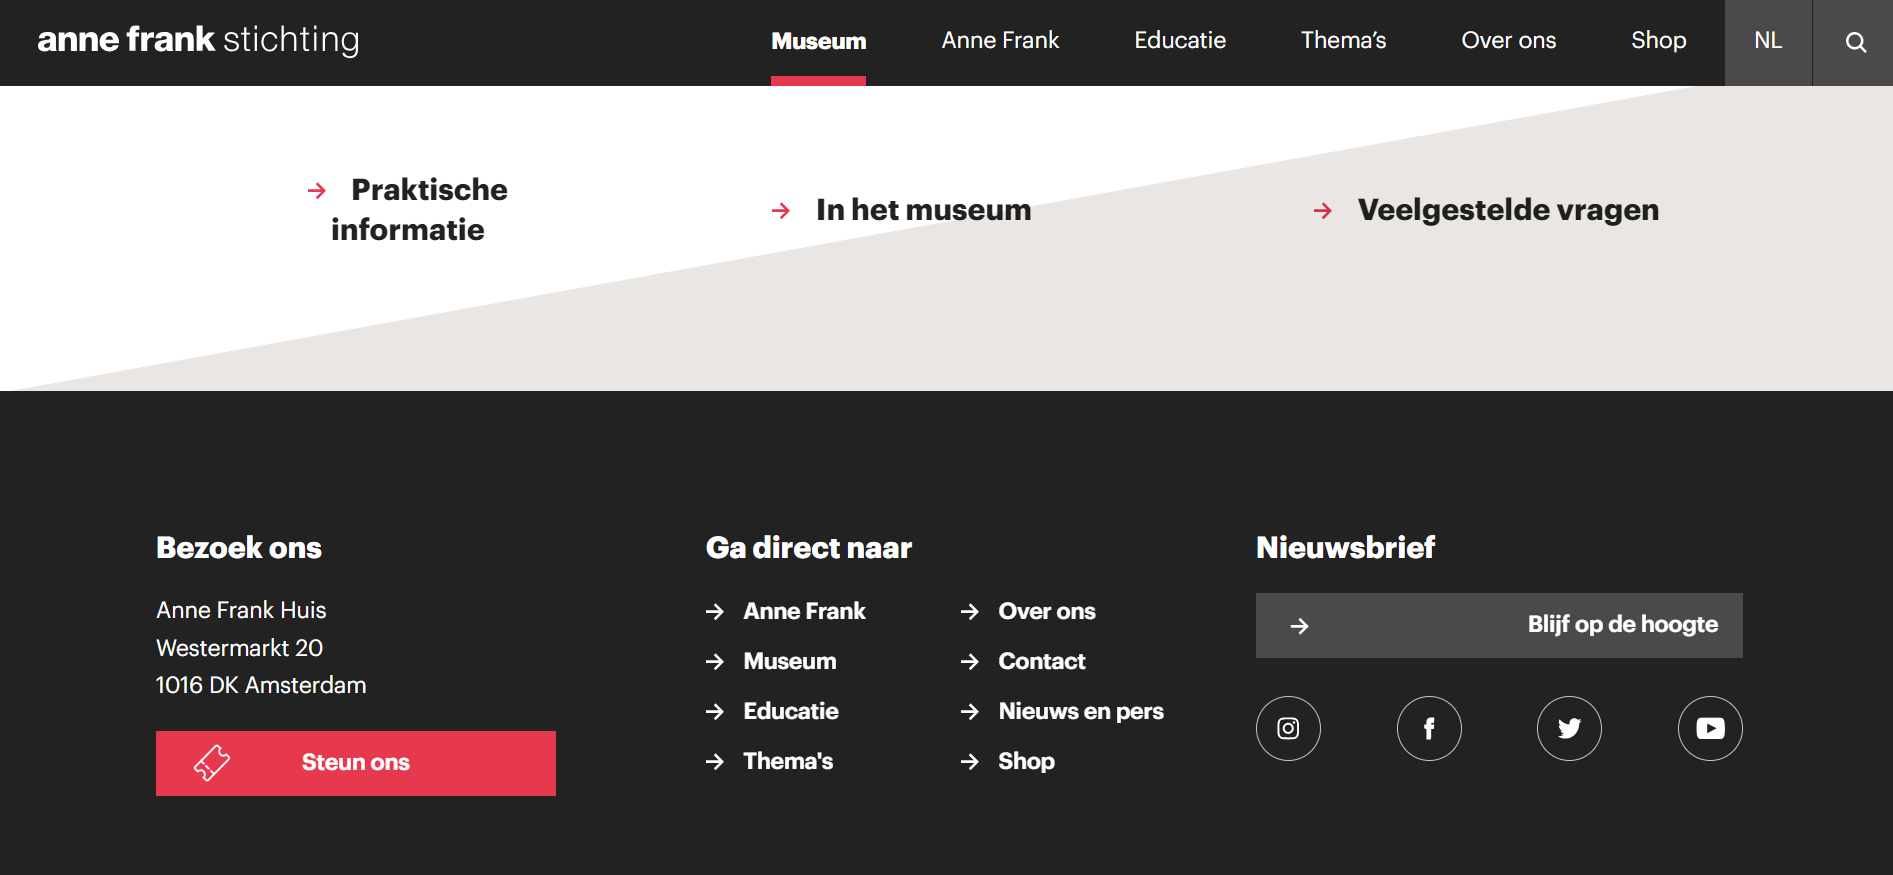 anne frank stichting
Museum
Anne Frank
Educatie
Thema’s
Over ons
Shop
NL
Praktische
informatie
In het museum
Veelgestelde vragen
Bezoek ons
Anne Frank Huis
Westermarkt 20
1016 DK Amsterdam
Steun ons
Ga direct naar
Anne Frank
Museum
Educatie
Thema's
Over ons
Contact
Nieuws en pers
Shop
Nieuwsbrief
Blijf op de hoogte